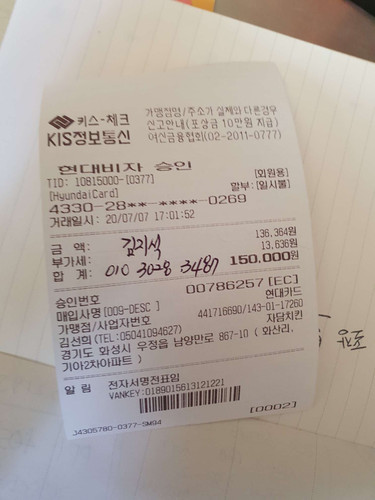 키스-체크
KIS정보통신
가맹점명/주소가 실제와 다른경우
신고안내(포상금 10만원 지급)
여신금융협회(02-2011-0777)
현대비자 승인
TID: 10815000-[0377] [회원용]
[HyundaiCard] 할부:[일시불]
4330-28**-****-0269
거래일시 : 20/07/07 17:01:52
금 액: 136,364원
김지석
부가세: 13,636원
합 계: 150,000원
010 3028 3487
승인번호 00786257 [EC]
매입사명 [009-DESC ] 현대카드
가맹점/사업자번호 441716690/143-01-17260
김선희(TEL:05041094627) 자담치킨
경기도 화성시 우정읍 남양만로 867-10 ( 화산리,
기아2차아파트 )
알 림 전자서명전표임
VANKEY:0189015613121221
[0002]
J4305780-0377-SM94